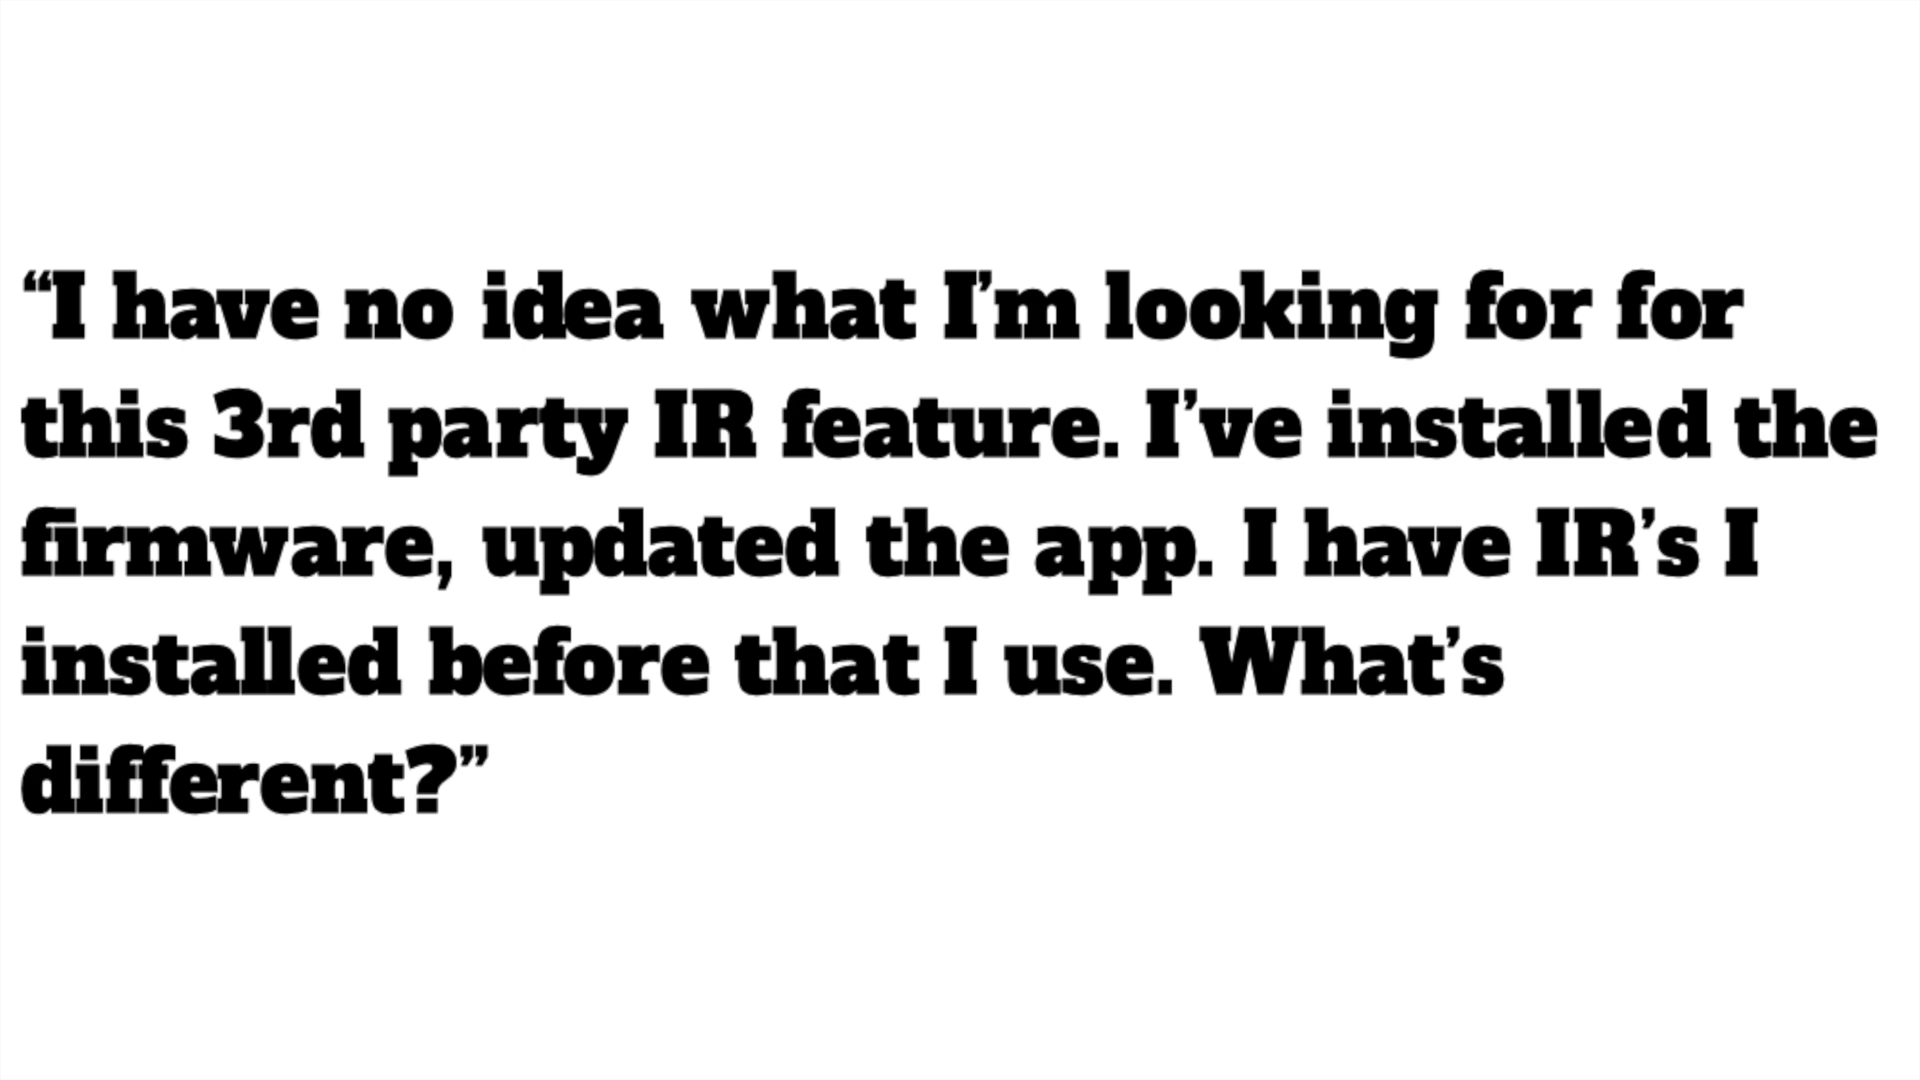 “I have no idea what I’m looking for for
this 3rd party IR feature. I’ve installed the
firmware, updated the app. I have IR’s I
installed before that I use. What’s
different?”